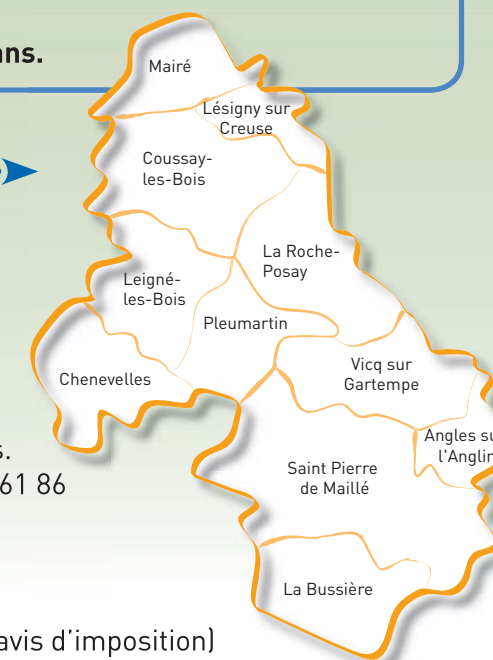 ans.
Mairé
Lésigny sur
Creuse
Coussay-
les-Bois
La Roche-
Posay
Leigné-
les-Bois
Pleumartin
Vicq sur
Gartempe
Chenevelles
Angles su
l'Anglin
s.
61 86
Saint Pierre
de Maillé
La Bussière
avis d'imposition)